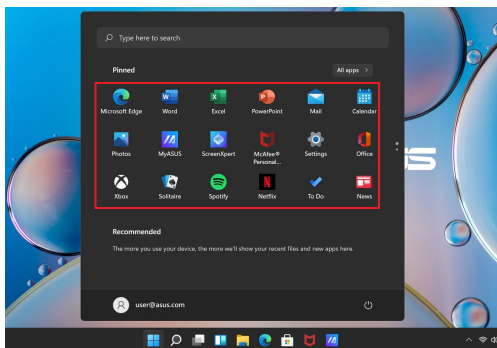 Type here to search
Pinned
All apps >
Microsoft Edge Word Excel PowerPoint Mail Calendar
Photos MyASUS ScreenXpert McAfee® Personal... Settings Office
Xbox Solitaire Spotify Netflix To Do News
Recommended
The more you use your device, the more we'll show your recent files and new apps here.
user@asus.com